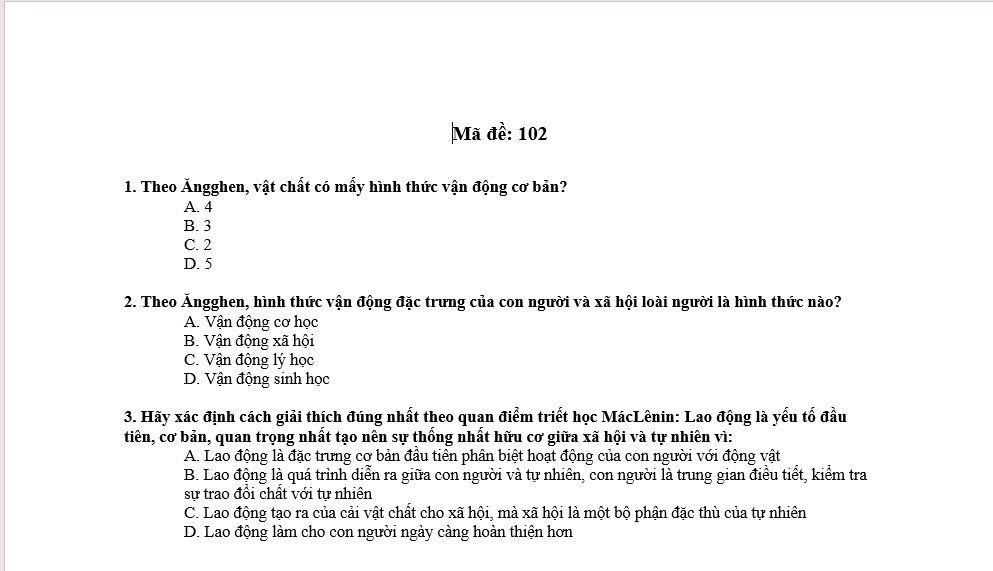 Mã đề: 102
1. Theo Ăngghen, vật chất có mấy hình thức vận động cơ bản?
A. 4
B. 3
C. 2
D. 5
2. Theo Ăngghen, hình thức vận động đặc trưng của con người và xã hội loài người là hình thức nào?
A. Vận động cơ học
B. Vận động xã hội
C. Vận động lý học
D. Vận động sinh học
3. Hãy xác định cách giải thích đúng nhất theo quan điểm triết học MácLênin: Lao động là yếu tố đầu
tiên, cơ bản, quan trọng nhất tạo nên sự thống nhất hữu cơ giữa xã hội và tự nhiên vì:
A. Lao động là đặc trưng cơ bản đầu tiên phân biệt hoạt động của con người với động vật
B. Lao động là quá trình diễn ra giữa con người và tự nhiên, con người là trung gian điều tiết, kiểm tra
sự trao đổi chất với tự nhiên
C. Lao động tạo ra của cải vật chất cho xã hội, mà xã hội là một bộ phận đặc thù của tự nhiên
D. Lao động làm cho con người ngày càng hoàn thiện hơn